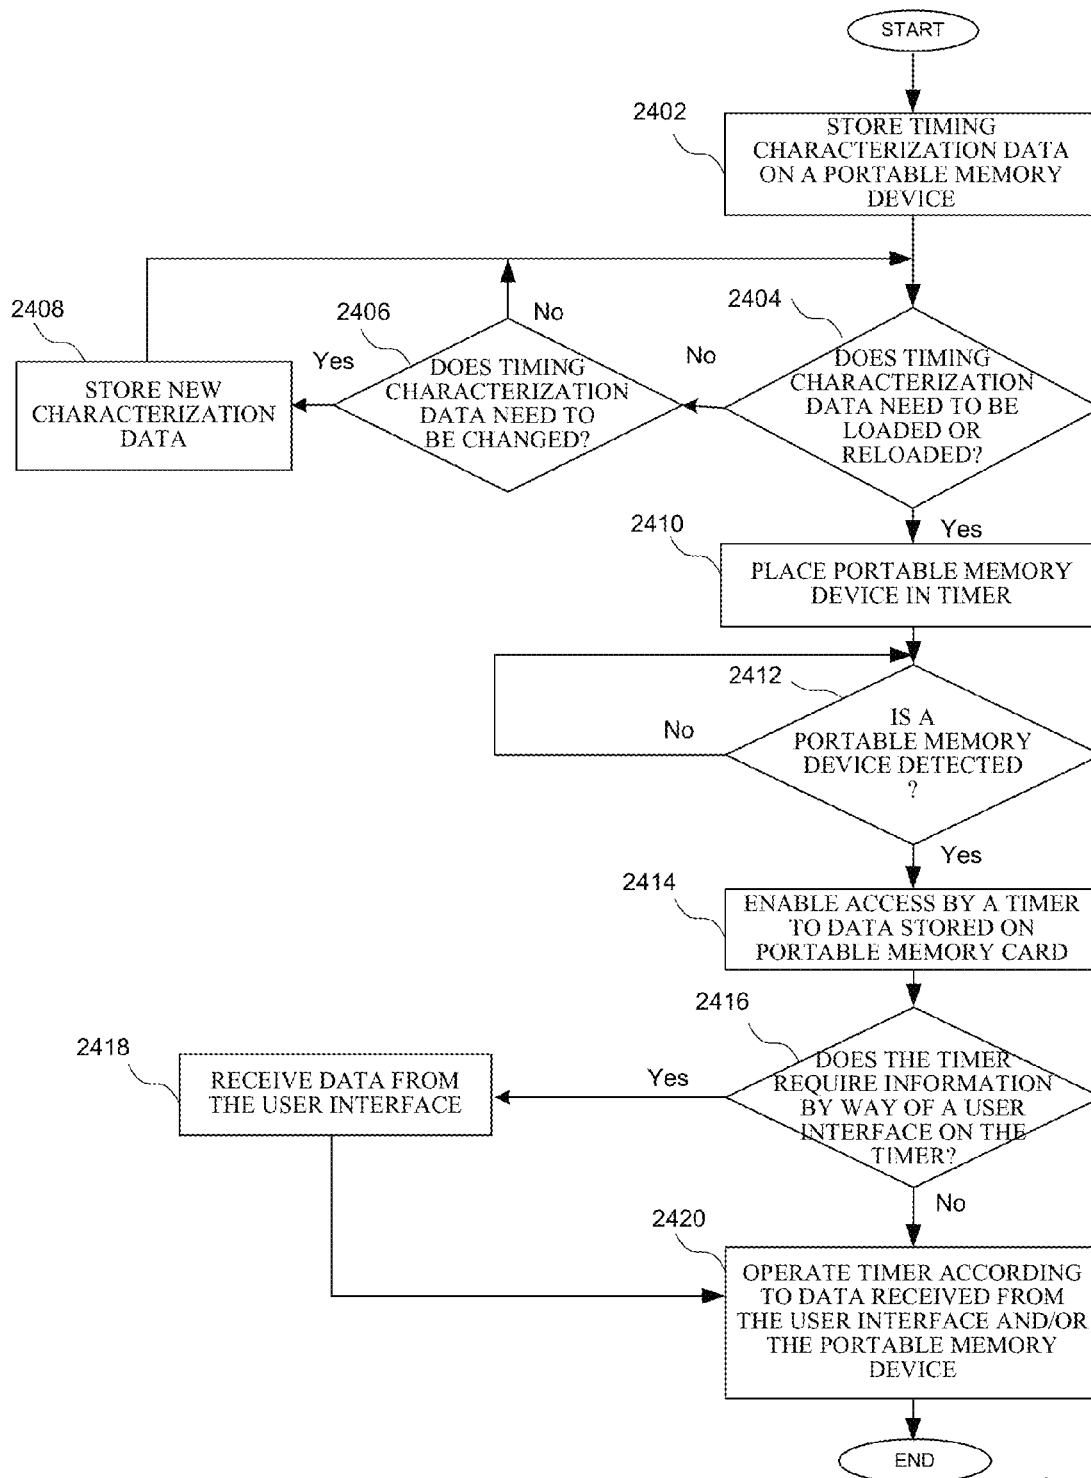 START
2402
STORE TIMING
CHARACTERIZATION DATA
ON A PORTABLE MEMORY
DEVICE
2404
DOES TIMING
CHARACTERIZATION
DATA NEED TO BE
LOADED OR
RELOADED?
No
2406
DOES TIMING
CHARACTERIZATION
DATA NEED TO
BE CHANGED?
No
Yes
2408
STORE NEW
CHARACTERIZATION
DATA
Yes
2410
PLACE PORTABLE MEMORY
DEVICE IN TIMER
2412
IS A
PORTABLE MEMORY
DEVICE DETECTED
?
No
Yes
2414
ENABLE ACCESS BY A TIMER
TO DATA STORED ON
PORTABLE MEMORY CARD
2416
DOES THE TIMER
REQUIRE INFORMATION
BY WAY OF A USER
INTERFACE ON THE
TIMER?
Yes
2418
RECEIVE DATA FROM
THE USER INTERFACE
No
2420
OPERATE TIMER ACCORDING
TO DATA RECEIVED FROM
THE USER INTERFACE AND/OR
THE PORTABLE MEMORY
DEVICE
END